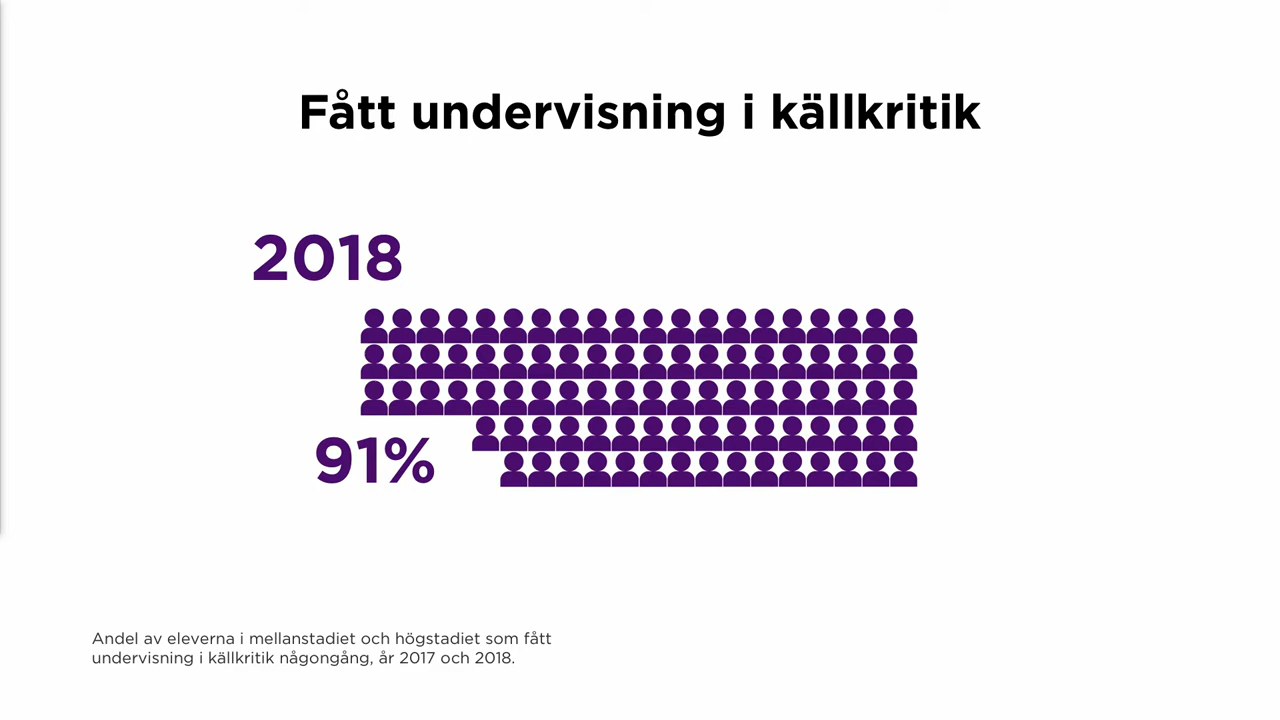 Fått undervisning i källkritik
2018
91%
Andel av eleverna i mellanstadiet och högstadiet som fått
undervisning i källkritik någongång, år 2017 och 2018.